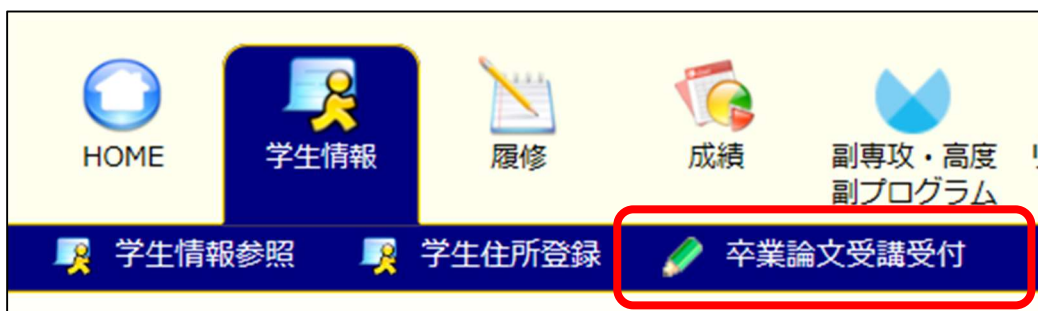 HOME
学生情報
履修
成績
副専攻・高度
副プログラム
学生情報参照
学生住所登録
卒業論文受講受付